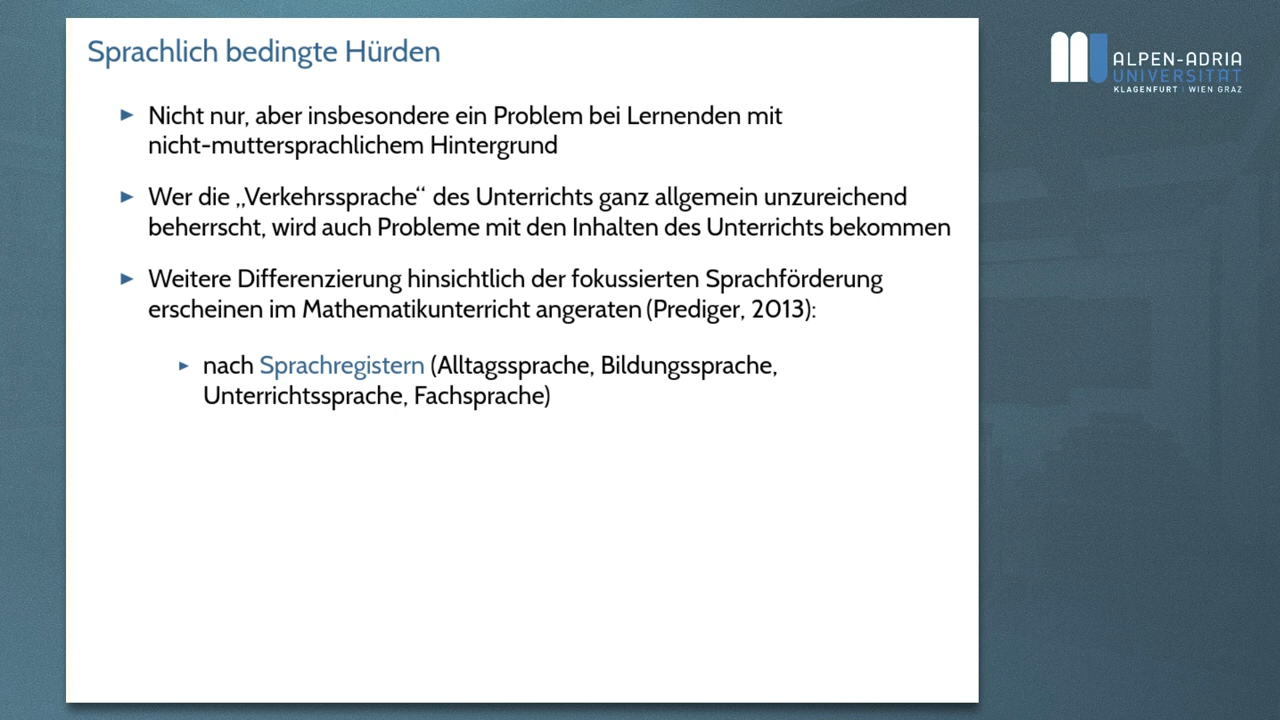 Sprachlich bedingte Hürden
► Nicht nur, aber insbesondere ein Problem bei Lernenden mit
nicht-muttersprachlichem Hintergrund
► Wer die „Verkehrssprache“ des Unterrichts ganz allgemein unzureichend
beherrscht, wird auch Probleme mit den Inhalten des Unterrichts bekommen
► Weitere Differenzierung hinsichtlich der fokussierten Sprachförderung
erscheinen im Mathematikunterricht angeraten (Prediger, 2013):
► nach Sprachregistern (Alltagssprache, Bildungssprache,
Unterrichtssprache, Fachsprache)
ALPEN-ADRIA
UNIVERSITÄT
KLAGENFURT | WIEN GRAZ